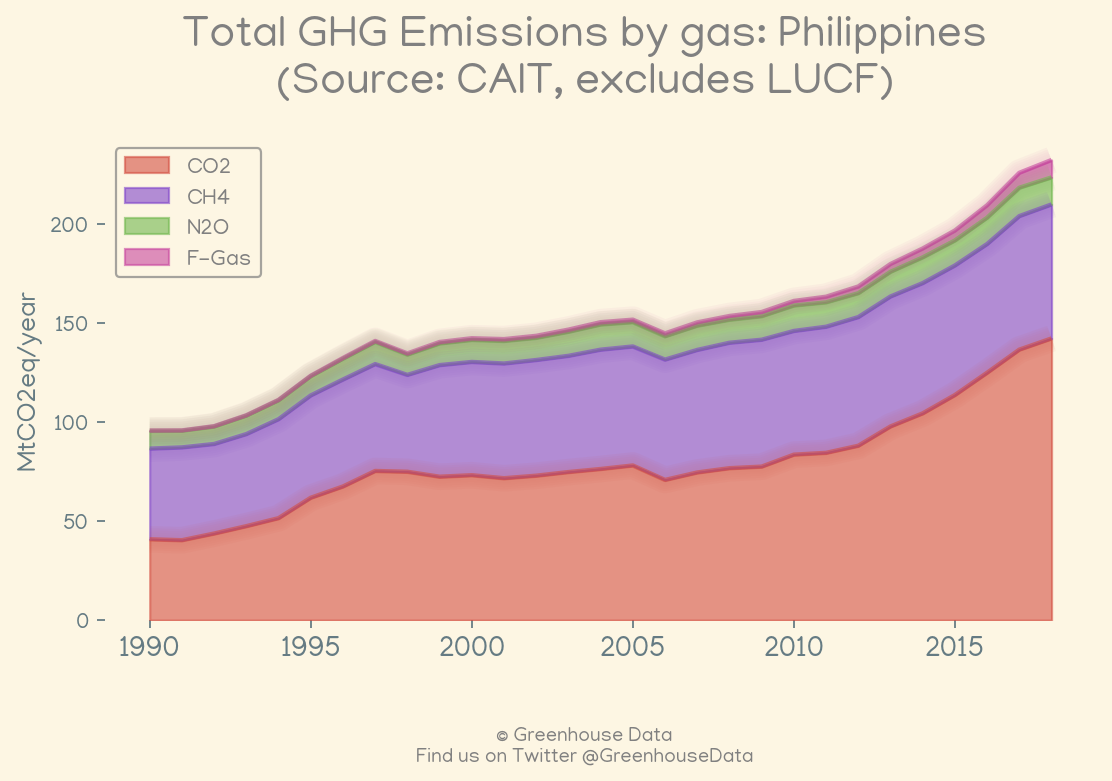 Total GHG Emissions by gas: Philippines
(Source: CAIT, excludes LUCF)
CO2
CH4
N2O
F-Gas
MtCO2eq/year
200
150
100
50
0
1990 1995 2000 2005 2010 2015
© Greenhouse Data
Find us on Twitter @GreenhouseData